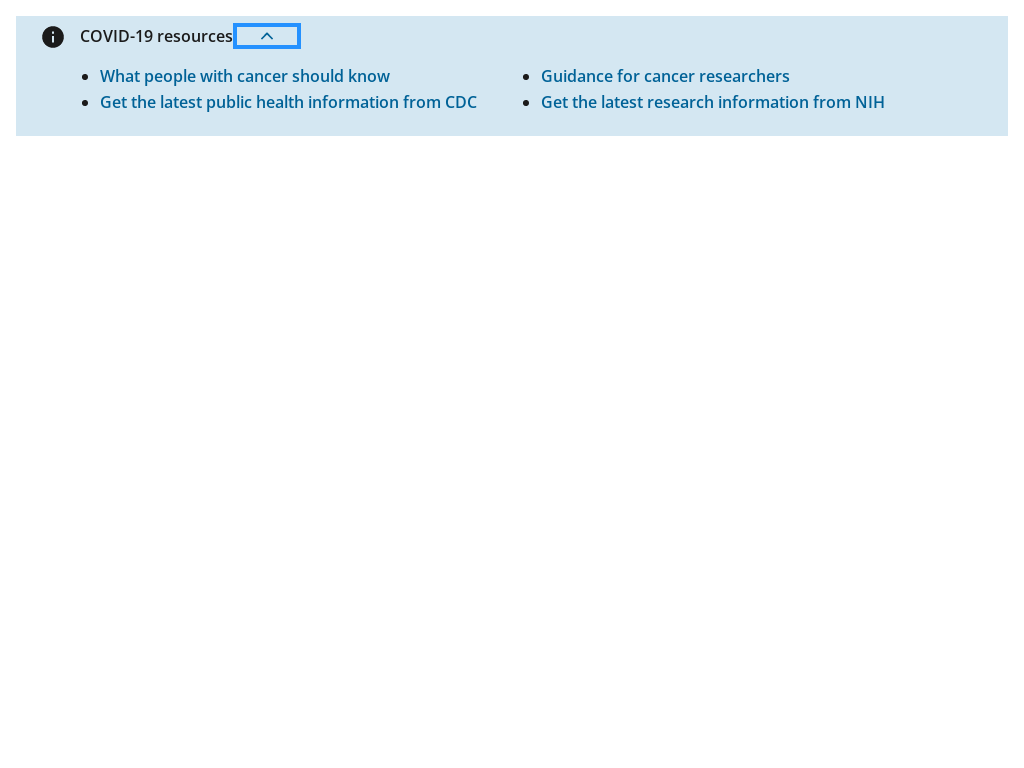 COVID-19 resources
What people with cancer should know
Get the latest public health information from CDC
Guidance for cancer researchers
Get the latest research information from NIH